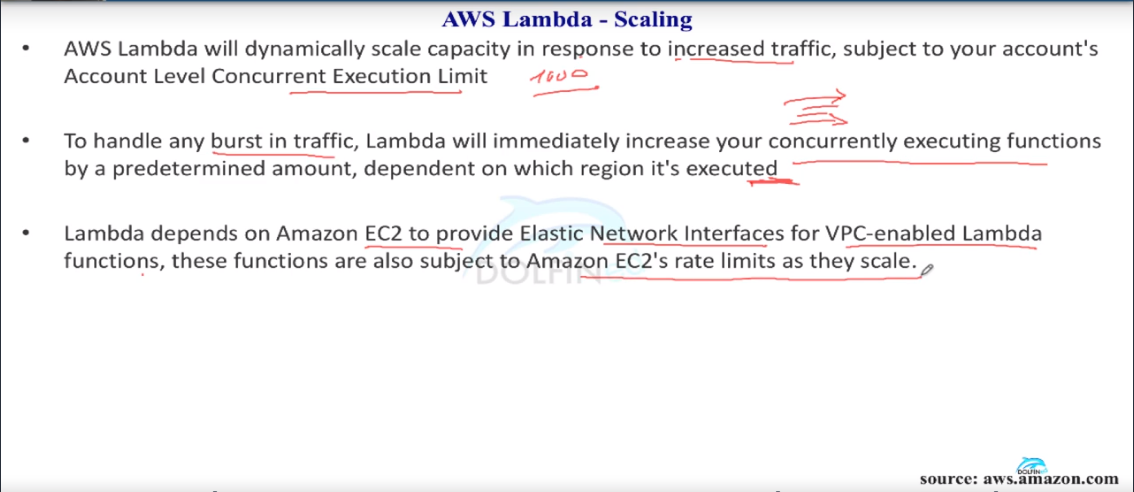 AWS Lambda - Scaling
• AWS Lambda will dynamically scale capacity in response to increased traffic, subject to your account's
Account Level Concurrent Execution Limit 1000
• To handle any burst in traffic, Lambda will immediately increase your concurrently executing functions
by a predetermined amount, dependent on which region it's executed
• Lambda depends on Amazon EC2 to provide Elastic Network Interfaces for VPC-enabled Lambda
functions, these functions are also subject to Amazon EC2's rate limits as they scale.
DOLFIN
DOLFIN
source: aws.amazon.com